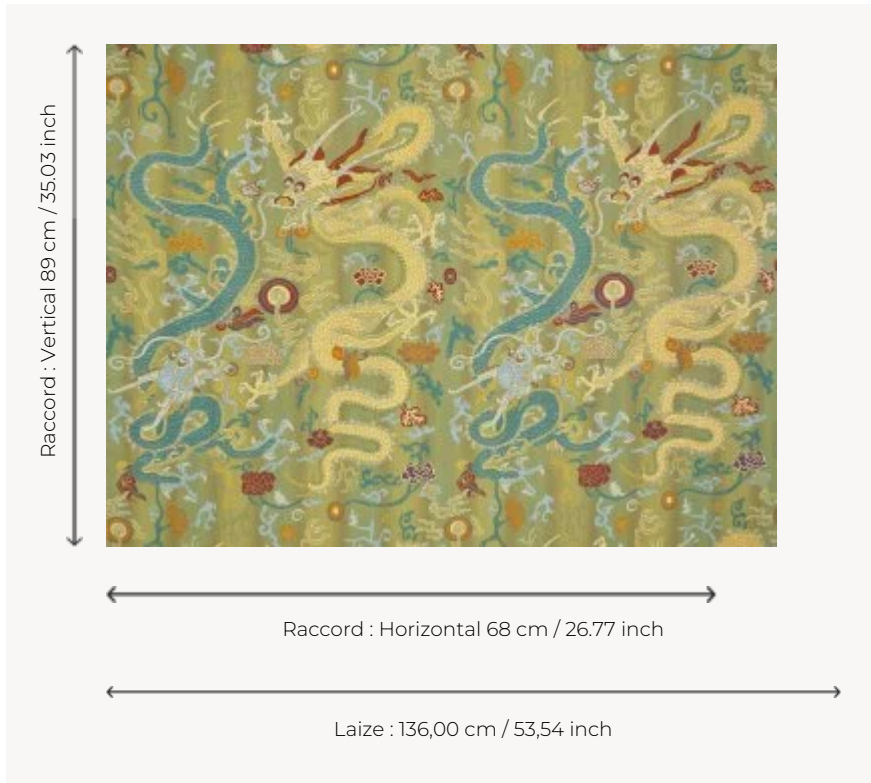 Raccord : Vertical 89 cm / 35.03 inch
Raccord : Horizontal 68 cm / 26.77 inch
Laize : 136,00 cm / 53,54 inch